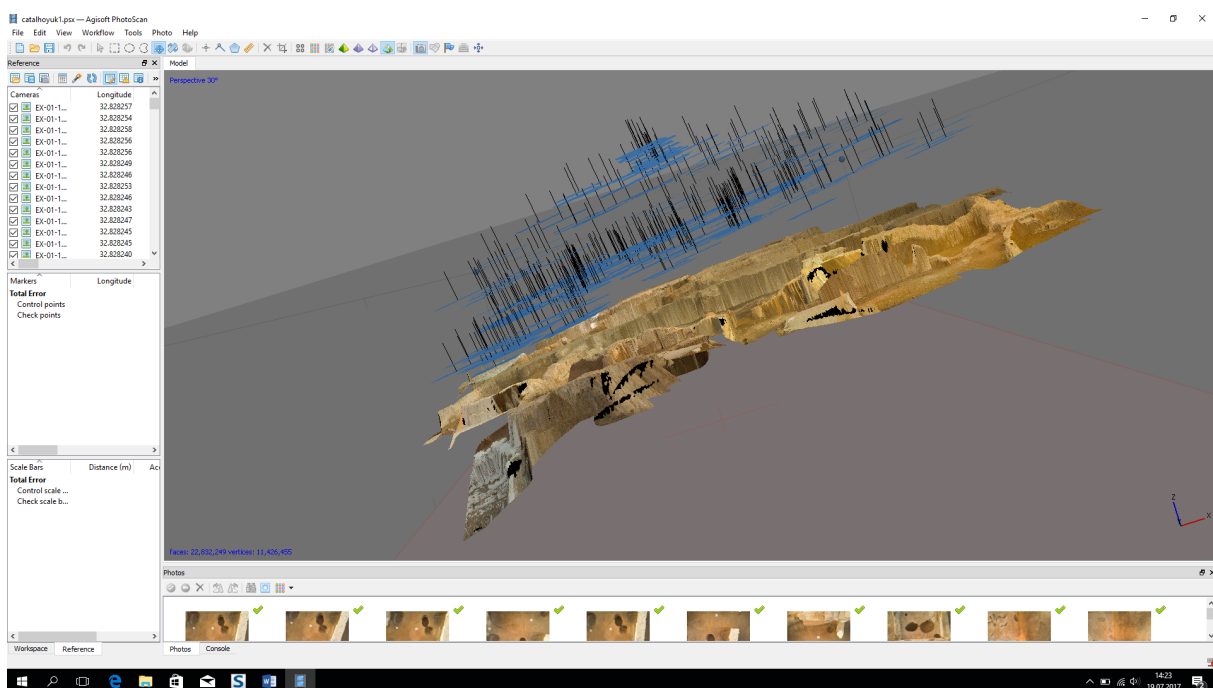 catalhoyuk1.psx — Agisoft PhotoScan
File Edit View Workflow Tools Photo Help
Reference
Model
Cameras Longitude
EX-01-1... 32.828257
EX-01-1... 32.828254
EX-01-1... 32.828258
EX-01-1... 32.828256
EX-01-1... 32.828256
EX-01-1... 32.828249
EX-01-1... 32.828246
EX-01-1... 32.828253
EX-01-1... 32.828246
EX-01-1... 32.828243
EX-01-1... 32.828247
EX-01-1... 32.828245
EX-01-1... 32.828245
EX-01-1... 32.828240
Markers Longitude
Total Error
Control points
Check points
Scale Bars Distance (m) Ac
Total Error
Control scale ...
Check scale b...
Workspace Reference
Perspective 30°
faces: 22,832,249 vertices: 11,426,455
Z
X
Photos
Photos Console
14:23
19.07.2017